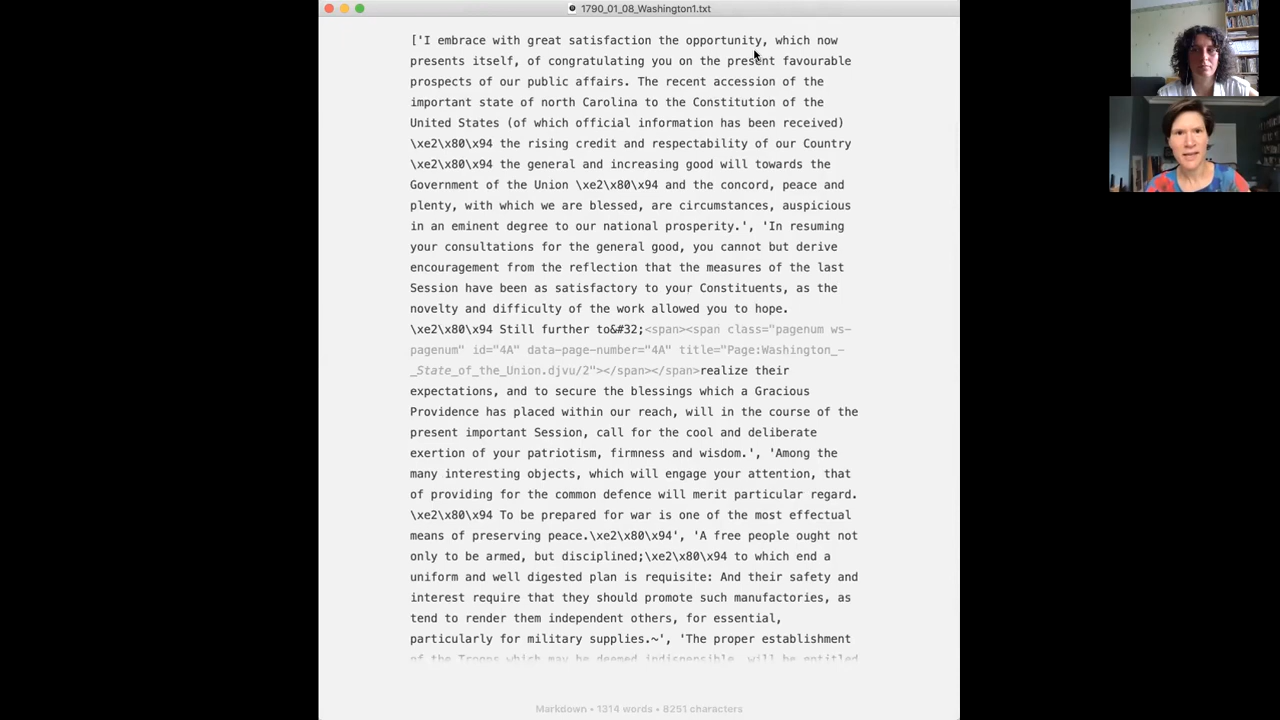 1790_01_08_Washington1.txt
['I embrace with great satisfaction the opportunity, which now
presents itself, of congratulating you on the present favourable
prospects of our public affairs. The recent accession of the
important state of north Carolina to the Constitution of the
United States (of which official information has been received)
\xe2\x80\x94 the rising credit and respectability of our Country
\xe2\x80\x94 the general and increasing good will towards the
Government of the Union \xe2\x80\x94 and the concord, peace and
plenty, with which we are blessed, are circumstances, auspicious
in an eminent degree to our national prosperity.', 'In resuming
your consultations for the general good, you cannot but derive
encouragement from the reflection that the measures of the last
Session have been as satisfactory to your Constituents, as the
novelty and difficulty of the work allowed you to hope.
\xe2\x80\x94 Still further to&#32;<span><span class="pagenum ws-
pagenum" id="4A" data-page-number="4A" title="Page:Washington_-
_State_of_the_Union.djvu/2"></span></span>realize their
expectations, and to secure the blessings which a Gracious
Providence has placed within our reach, will in the course of the
present important Session, call for the cool and deliberate
exertion of your patriotism, firmness and wisdom.', 'Among the
many interesting objects, which will engage your attention, that
of providing for the common defence will merit particular regard.
\xe2\x80\x94 To be prepared for war is one of the most effectual
means of preserving peace.\xe2\x80\x94', 'A free people ought not
only to be armed, but disciplined;\xe2\x80\x94 to which end a
uniform and well digested plan is requisite: And their safety and
interest require that they should promote such manufactories, as
tend to render them independent others, for essential,
particularly for military supplies.~', 'The proper establishment
of the Troops which may be deemed indispensible, will be entitled
Markdown • 1314 words • 8251 characters